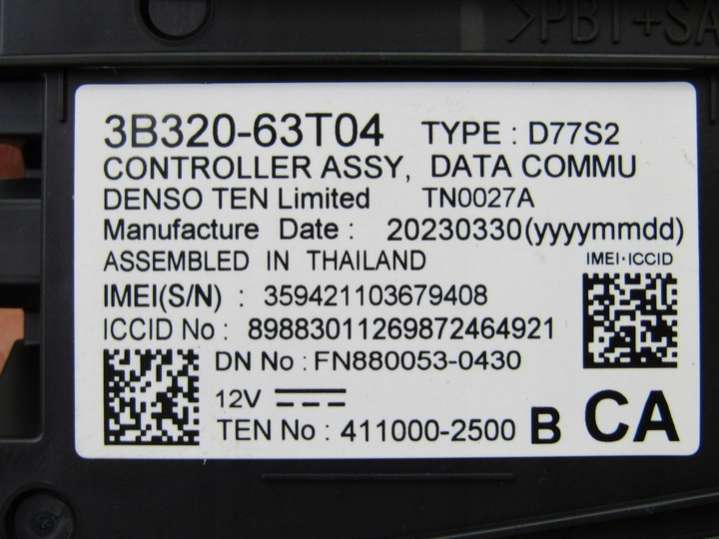 >PBT+SA
3B320-63T04 TYPE : D77S2
CONTROLLER ASSY, DATA COMMU
DENSO TEN Limited TN0027A
Manufacture Date : 20230330(yyyymmdd)
ASSEMBLED IN THAILAND
IMEI·ICCID
IMEI(S/N) : 359421103679408
ICCID No : 89883011269872464921
DN No : FN880053-0430
12V
TEN No : 411000-2500 B CA